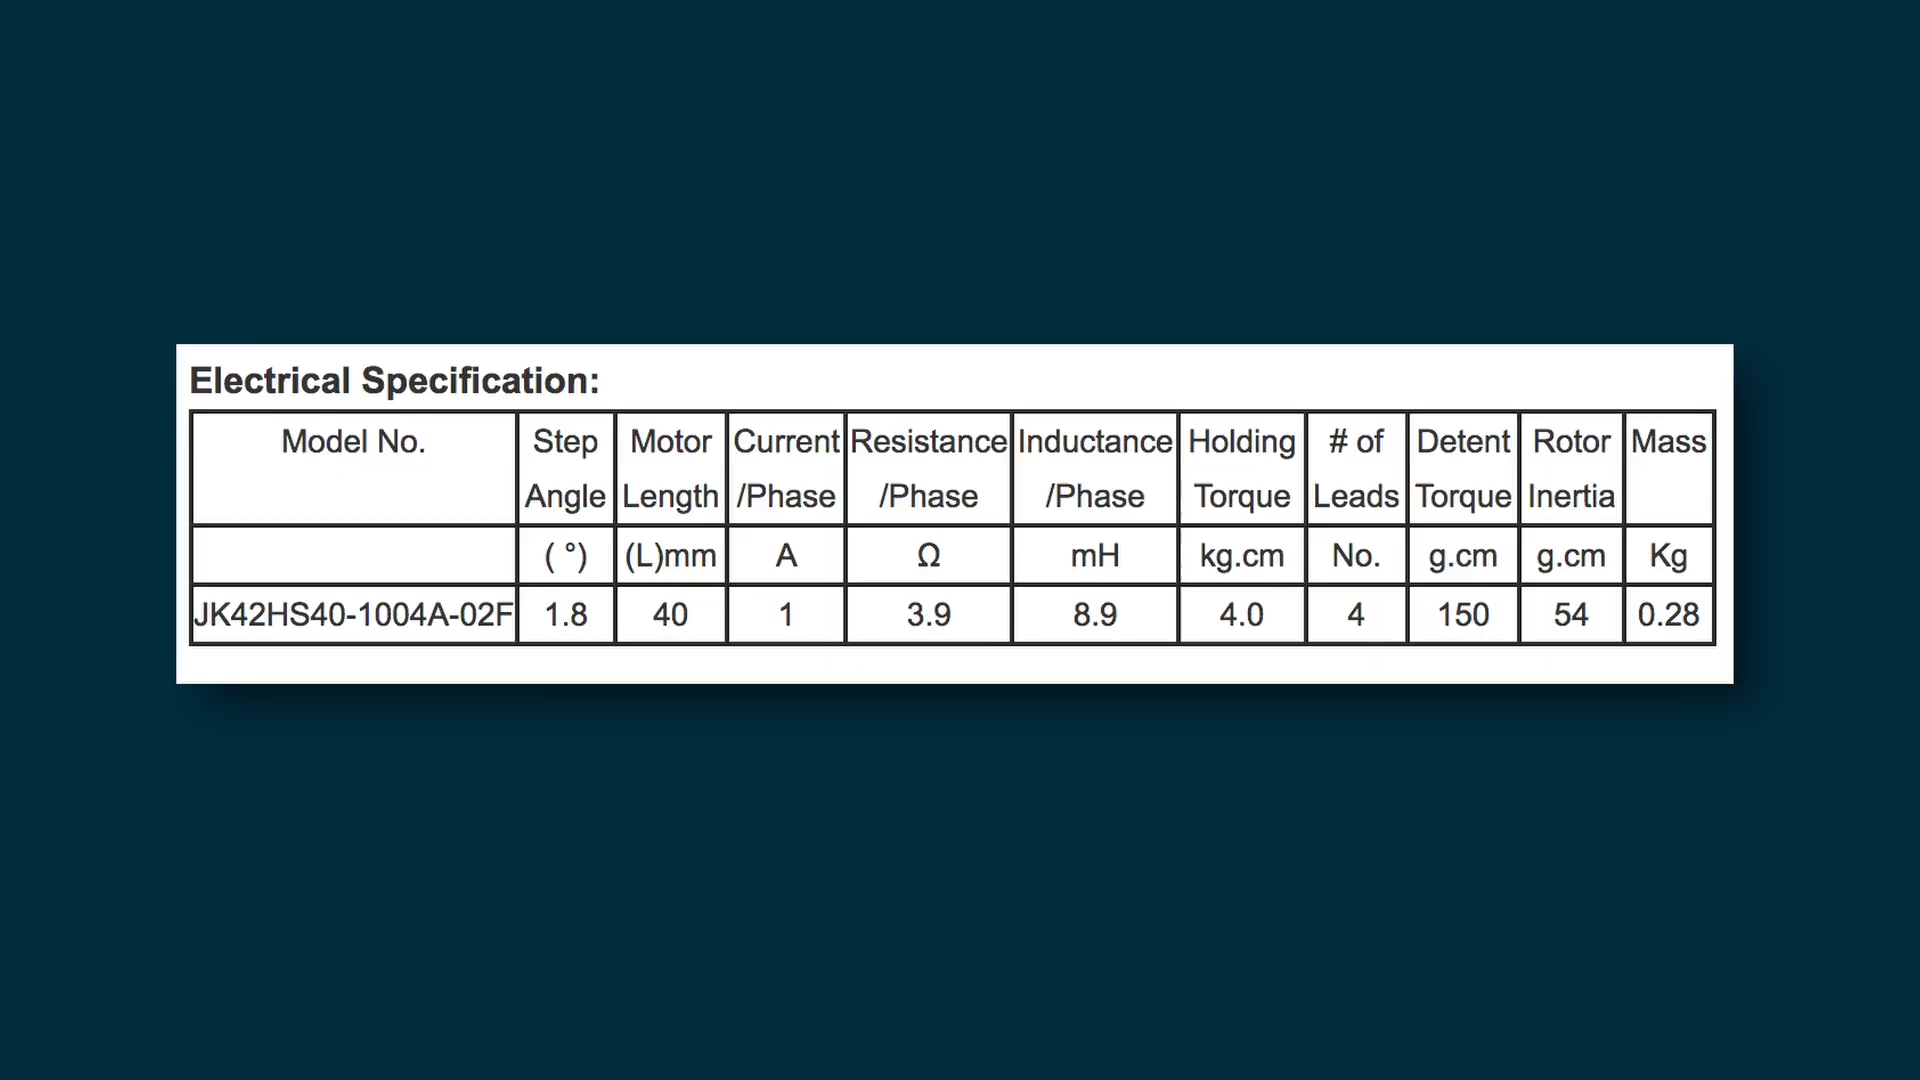 Electrical Specification:
Model No. Step Angle Motor Length Current /Phase Resistance /Phase Inductance /Phase Holding Torque # of Leads Detent Torque Rotor Inertia Mass
( °) (L)mm A Ω mH kg.cm No. g.cm g.cm Kg
JK42HS40-1004A-02F 1.8 40 1 3.9 8.9 4.0 4 150 54 0.28